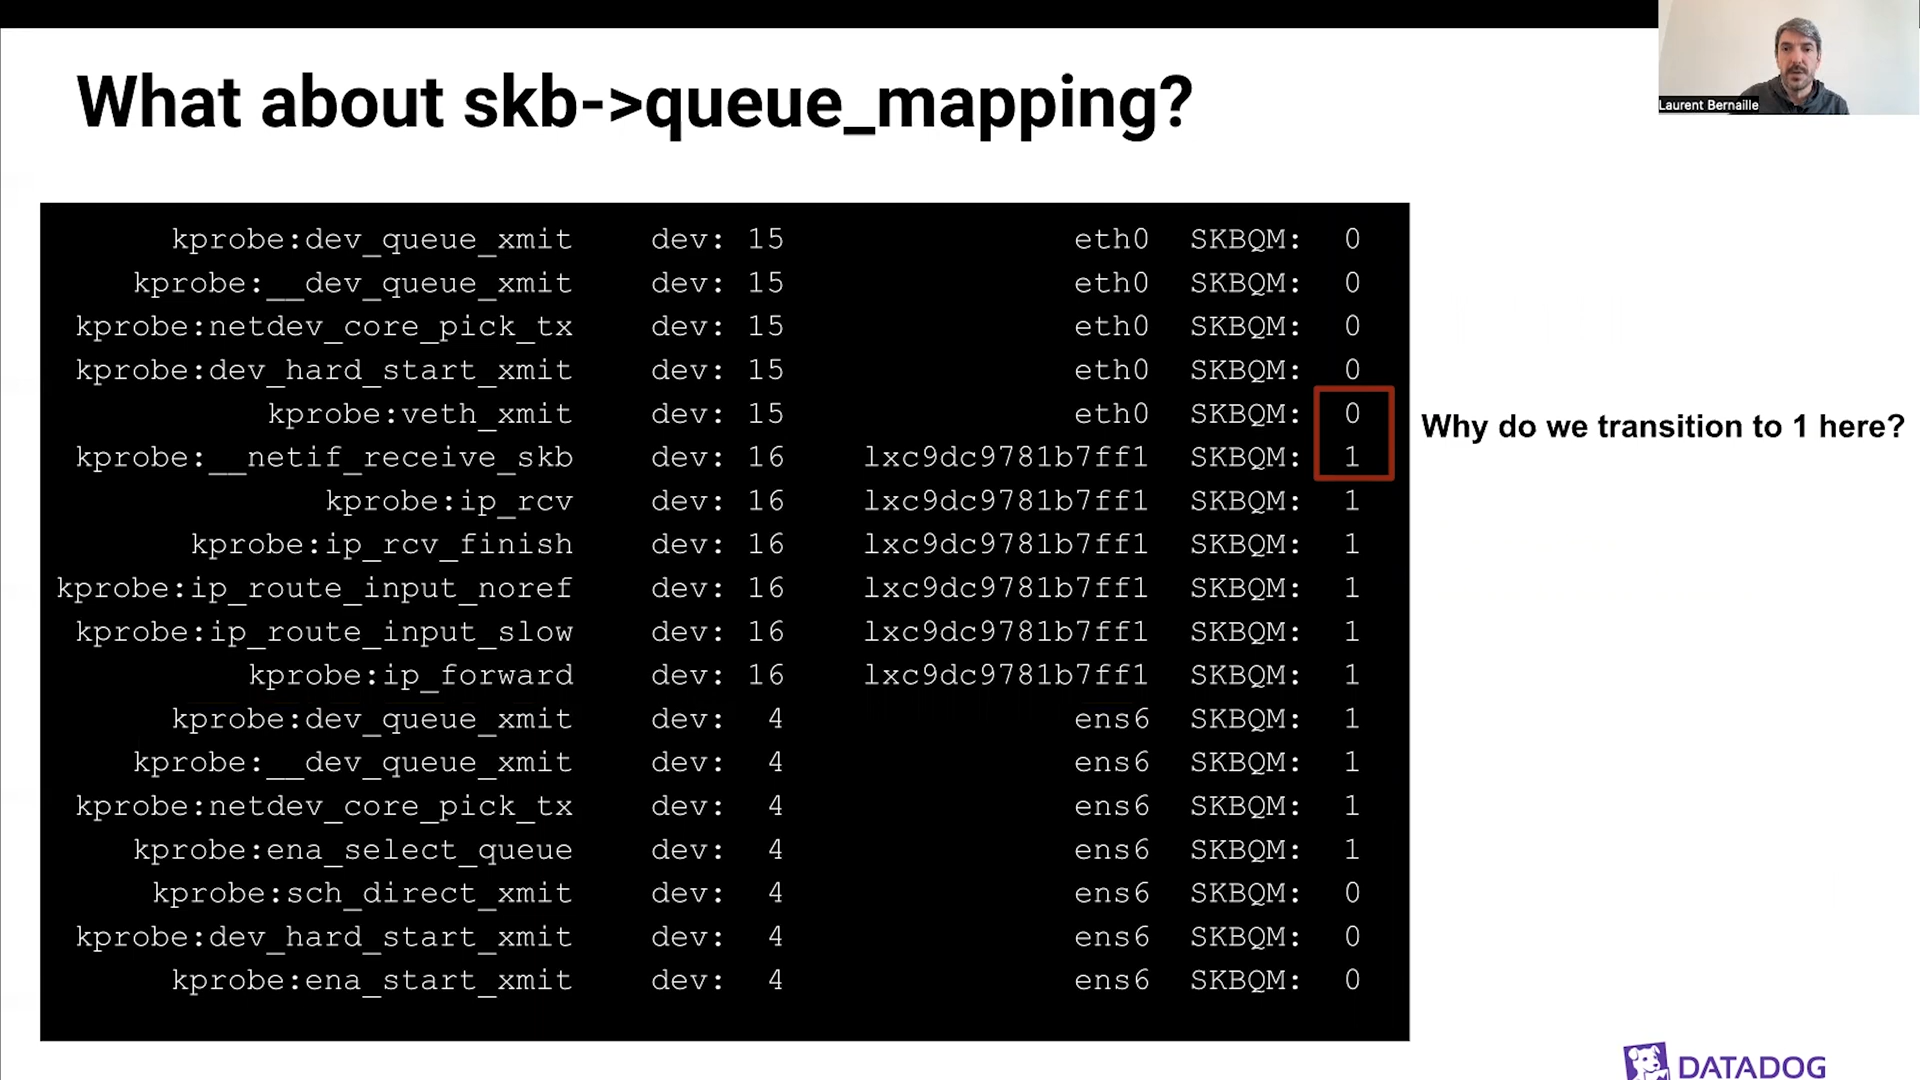 What about skb->queue_mapping?
Laurent Bernaille
kprobe:dev_queue_xmit dev: 15 eth0 SKBQM: 0
kprobe:__dev_queue_xmit dev: 15 eth0 SKBQM: 0
kprobe:netdev_core_pick_tx dev: 15 eth0 SKBQM: 0
kprobe:dev_hard_start_xmit dev: 15 eth0 SKBQM: 0
kprobe:veth_xmit dev: 15 eth0 SKBQM: 0
kprobe:__netif_receive_skb dev: 16 lxc9dc9781b7ff1 SKBQM: 1
Why do we transition to 1 here?
kprobe:ip_rcv dev: 16 lxc9dc9781b7ff1 SKBQM: 1
kprobe:ip_rcv_finish dev: 16 lxc9dc9781b7ff1 SKBQM: 1
kprobe:ip_route_input_noref dev: 16 lxc9dc9781b7ff1 SKBQM: 1
kprobe:ip_route_input_slow dev: 16 lxc9dc9781b7ff1 SKBQM: 1
kprobe:ip_forward dev: 16 lxc9dc9781b7ff1 SKBQM: 1
kprobe:dev_queue_xmit dev: 4 ens6 SKBQM: 1
kprobe:__dev_queue_xmit dev: 4 ens6 SKBQM: 1
kprobe:netdev_core_pick_tx dev: 4 ens6 SKBQM: 1
kprobe:ena_select_queue dev: 4 ens6 SKBQM: 1
kprobe:sch_direct_xmit dev: 4 ens6 SKBQM: 0
kprobe:dev_hard_start_xmit dev: 4 ens6 SKBQM: 0
kprobe:ena_start_xmit dev: 4 ens6 SKBQM: 0
DATADOG